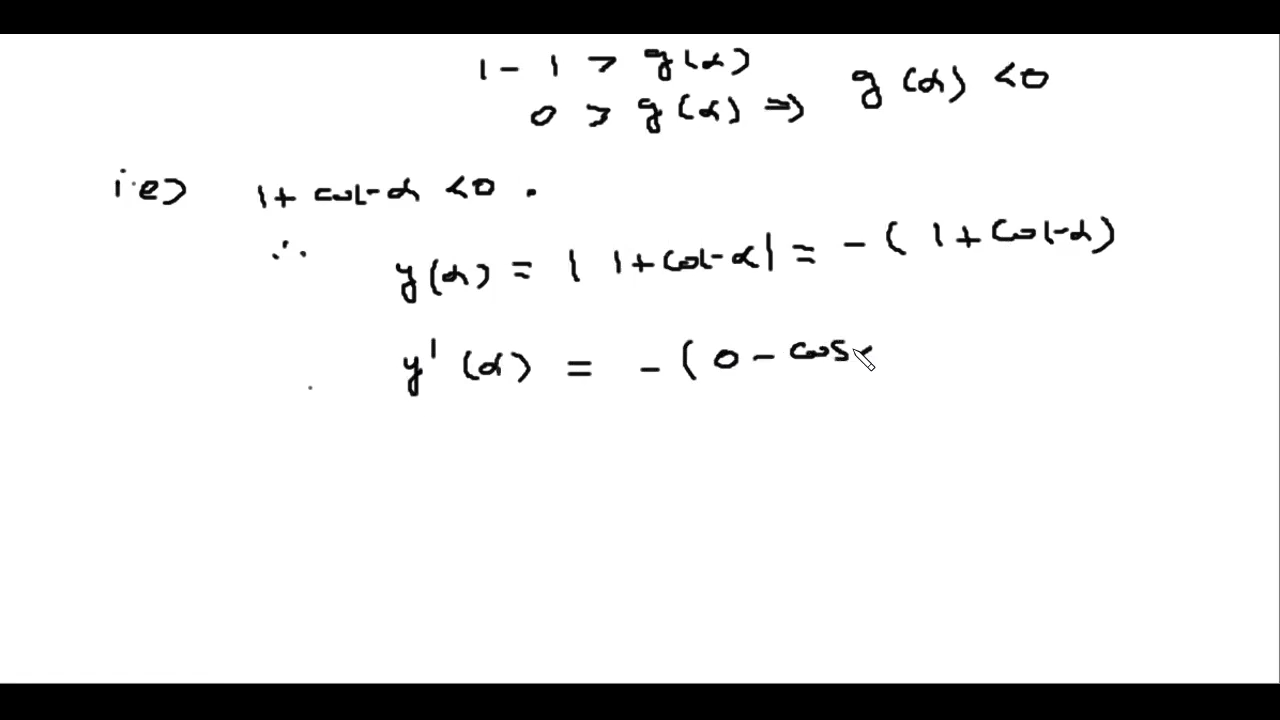 1 - 1 > g(α)
0 > g(α) ⇒ g(α) <0
i·e) 1 + cot α <0 .
∴ y(α) = | 1 + cot α | = - ( 1 + cot α)
y' (α) = - ( 0 - cos